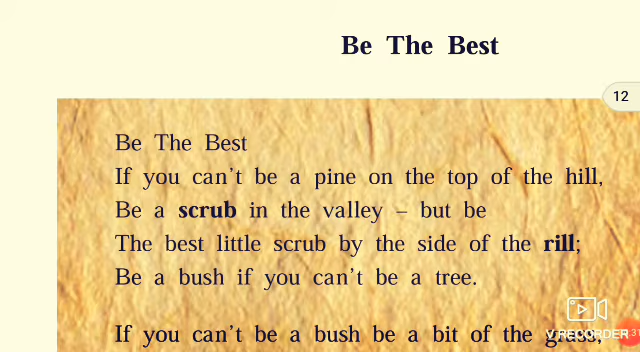 Be The Best
12
Be The Best
If you can't be a pine on the top of the hill,
Be a scrub in the valley – but be
The best little scrub by the side of the rill;
Be a bush if you can't be a tree.
If you can't be a bush be a bit of the grass,
V RECORDER